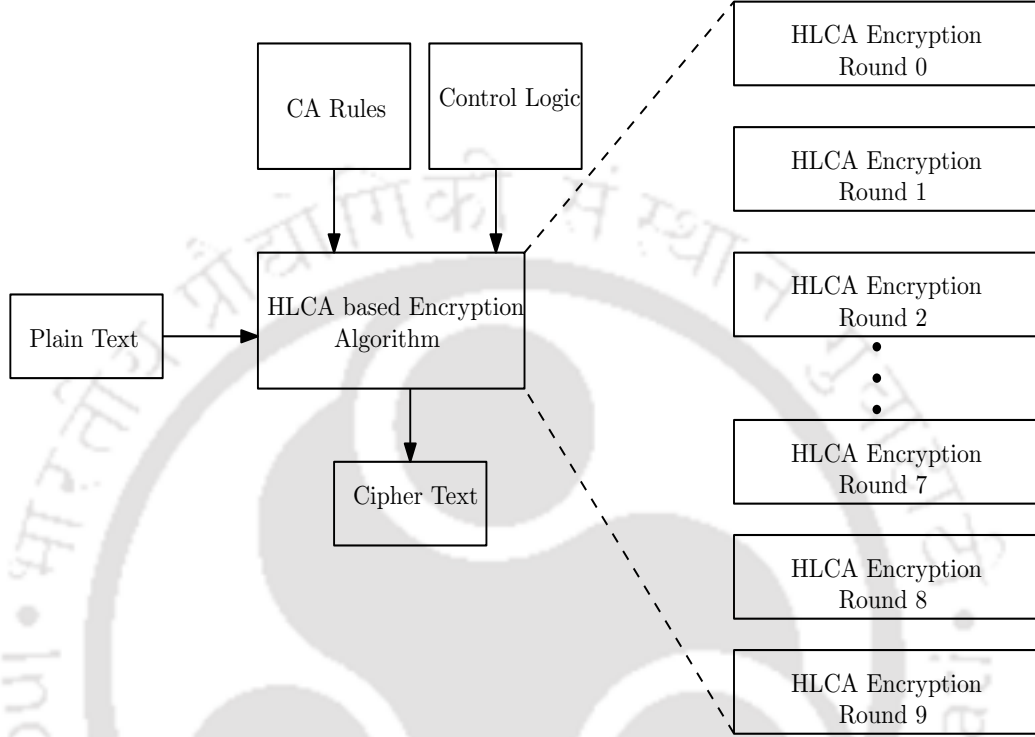 CA Rules
Control Logic
Plain Text
HLCA based Encryption
Algorithm
Cipher Text
HLCA Encryption
Round 0
HLCA Encryption
Round 1
HLCA Encryption
Round 2
HLCA Encryption
Round 7
HLCA Encryption
Round 8
HLCA Encryption
Round 9
भारतीय प्रौद्योगिकी संस्थान गुवाहाटी